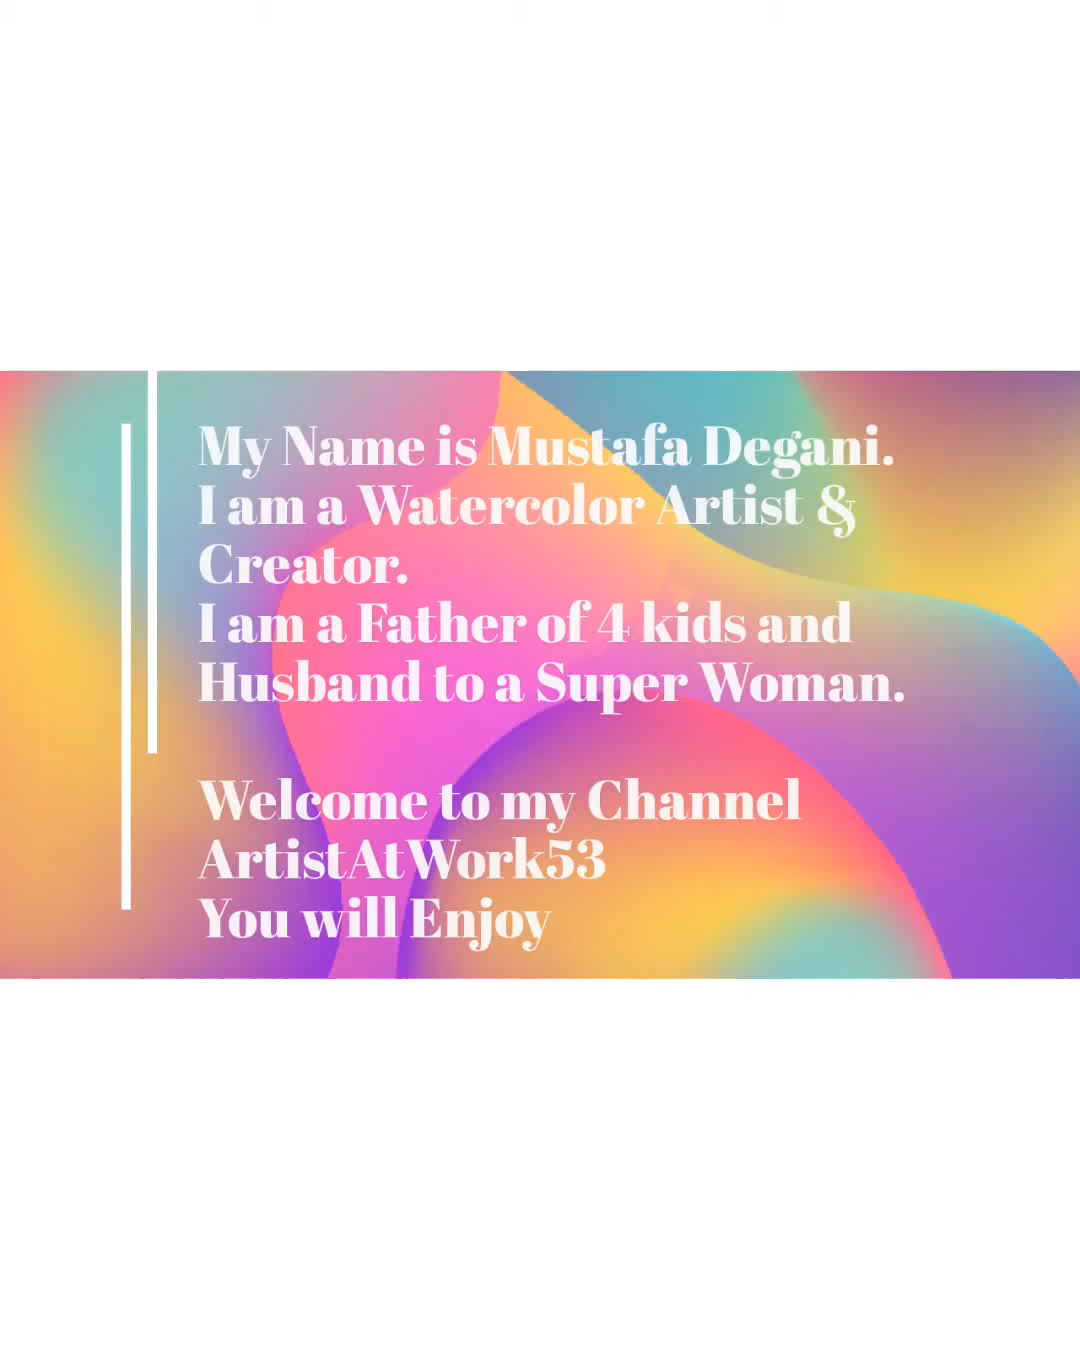 My Name is Mustafa Degani.
I am a Watercolor Artist &
Creator.
I am a Father of 4 kids and
Husband to a Super Woman.
Welcome to my Channel
ArtistAtWork53
You will Enjoy